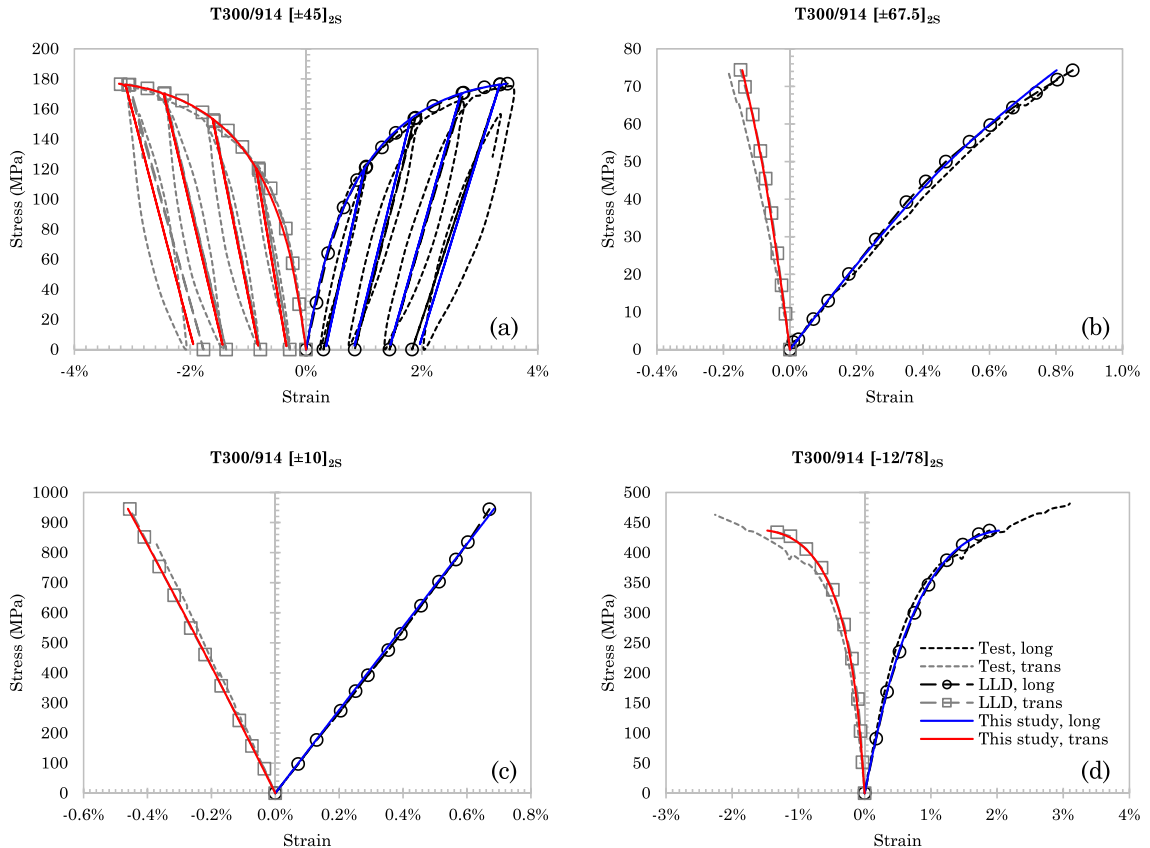 T300/914 [±45]2S
200
180
160
140
120
100
80
60
40
20
0
-4% -2% 0% 2% 4%
Stress (MPa)
Strain
(a)
T300/914 [±67.5]2S
80
70
60
50
40
30
20
10
0
-0.4% -0.2% 0.0% 0.2% 0.4% 0.6% 0.8% 1.0%
Stress (MPa)
Strain
(b)
T300/914 [±10]2S
1000
900
800
700
600
500
400
300
200
100
0
-0.6% -0.4% -0.2% 0.0% 0.2% 0.4% 0.6% 0.8%
Stress (MPa)
Strain
(c)
T300/914 [-12/78]2S
500
450
400
350
300
250
200
150
100
50
0
-3% -2% -1% 0% 1% 2% 3% 4%
Stress (MPa)
Strain
Test, long
Test, trans
LLD, long
LLD, trans
This study, long
This study, trans
(d)